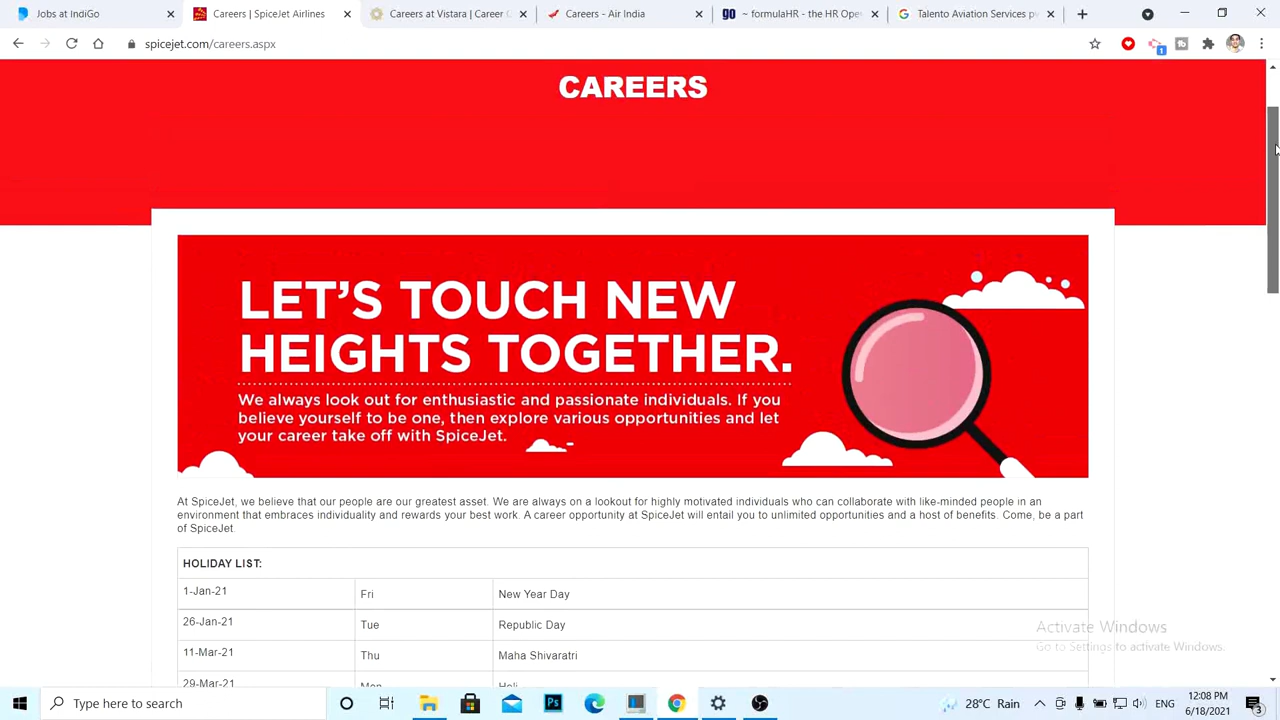 Jobs at IndiGo
Careers | SpiceJet Airlines
Careers at Vistara (Career O
Careers - Air India
~ formulaHR - the HR Ope
Talento Aviation Services pv
spicejet.com/careers.aspx
1
CAREERS
LET'S TOUCH NEW
HEIGHTS TOGETHER.
We always look out for enthusiastic and passionate individuals. If you
believe yourself to be one, then explore various opportunities and let
your career take off with SpiceJet.
At SpiceJet, we believe that our people are our greatest asset. We are always on a lookout for highly motivated individuals who can collaborate with like-minded people in an
environment that embraces individuality and rewards your best work. A career opportunity at SpiceJet will entail you to unlimited opportunities and a host of benefits. Come, be a part
of SpiceJet.
HOLIDAY LIST:
1-Jan-21 Fri New Year Day
26-Jan-21 Tue Republic Day
11-Mar-21 Thu Maha Shivaratri
29-Mar-21 Mon Holi
Activate Windows
Go to Settings to activate Windows.
Type here to search
Ps
28°C Rain
ENG
12:08 PM
6/18/2021
3